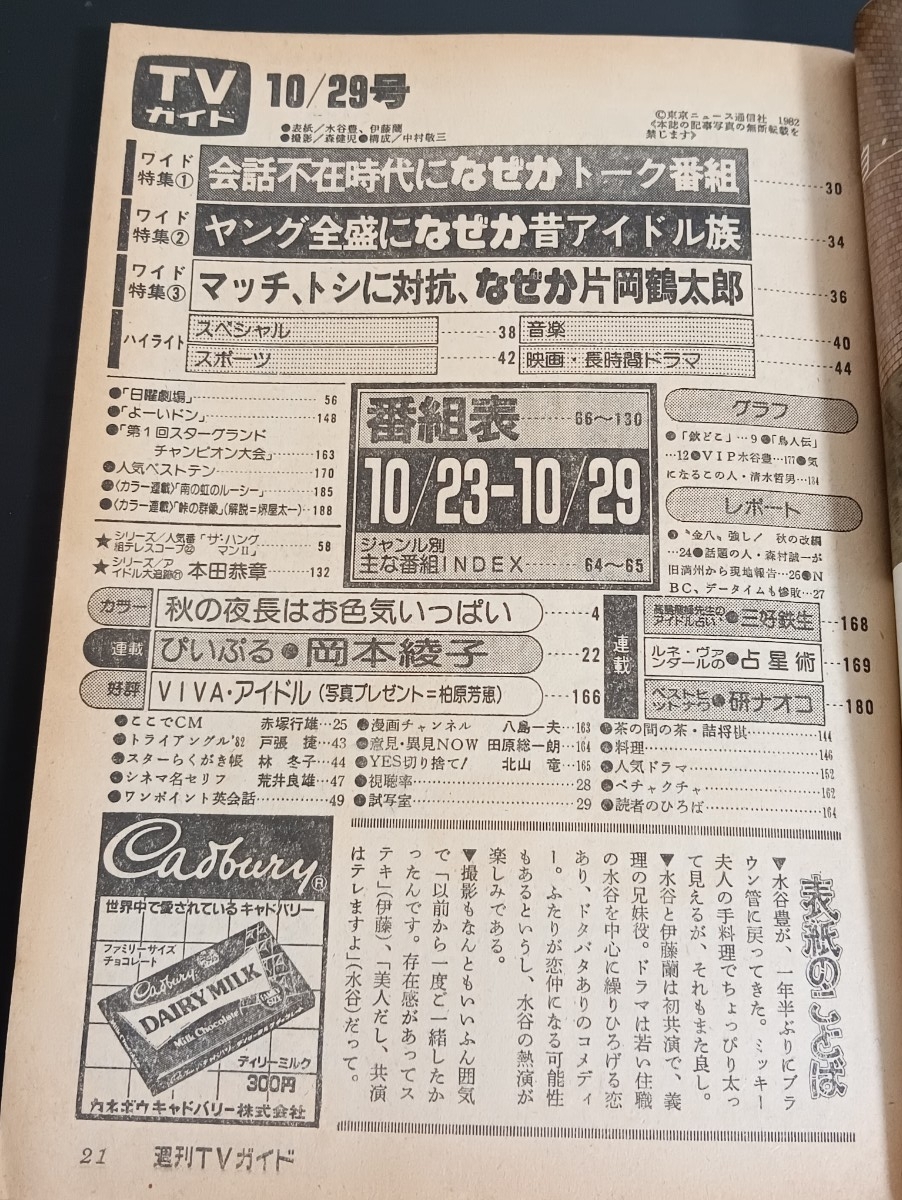 TVガイド
10/29号
●表紙/水谷豊、伊藤蘭
●撮影/森健児●構成/中村敬三
©東京ニュース通信社 1982
《本誌の記事写真の無断転載を禁じます》
ワイド特集① 会話不在時代になぜかトーク番組 30
ワイド特集② ヤング全盛になぜか昔アイドル族 34
ワイド特集③ マッチ、トシに対抗、なぜか片岡鶴太郎 36
ハイライト
スペシャル 38
音楽 40
スポーツ 42
映画・長時間ドラマ 44
●「日曜劇場」 56
●「よーいドン」 148
●「第1回スターグランド
チャンピオン大会」 163
●人気ベストテン 170
●〈カラー連載〉「南の虹のルーシー」 185
●〈カラー連載〉「峠の群像」(解説=堺屋太一) 188
★シリーズ/人気番組テレスコープ㉒「ザ・ハングマンII」 58
★シリーズ/アイドル大追跡㉑ 本田恭章 132
番組表 66〜130
10/23-10/29
ジャンル別
主な番組INDEX 64〜65
グラフ
●「欽どこ」…9●「鳥人伝」
…12●VIP水谷豊…177●気
になるこの人・清水哲男…184
レポート
●〝金八〟強し! 秋の改編
…24●話題の人・森村誠一が
旧満州から現地報告…26●N
BC、データイムも惨敗…27
カラー 秋の夜長はお色気いっぱい 4
連載 ぴいぷる●岡本綾子 22
好評 VIVA・アイドル(写真プレゼント=柏原芳恵) 166
連載
アイドル占い●三好鉄生 168
ルネ・ヴァンダールの●占星術 169
ベストヒットナウ●研ナオコ 180
●ここでCM 赤塚行雄…25
●トライアングル'82 戸張 捷…43
●スターらくがき帳 林 冬子…44
●シネマ名セリフ 荒井良雄…47
●ワンポイント英会話 49
●漫画チャンネル 八島一夫…163
●意見・異見NOW 田原総一朗…164
●YES切り捨て! 北山 竜…165
●視聴率 28
●試写室 29
●茶の間の茶・詰将棋 144
●料理 146
●人気ドラマ 152
●ペチャクチャ 162
●読者のひろば 164
Cadbury®
世界中で愛されているキャドバリー
ファミリーサイズ
チョコレート
Cadbury's
DAIRY MILK
Milk Chocolate
デイリーミルク
300円
カネボウキャドバリー株式会社
表紙のことば
▼水谷豊が、一年半ぶりにブラ
ウン管に戻ってきた。ミッキー
夫人の手料理でちょっぴり太っ
て見えるが、それもまた良し。
▼水谷と伊藤蘭は初共演で、義
理の兄妹役。ドラマは若い住職
の水谷を中心に繰りひろげる恋
あり、ドタバタありのコメディ
ー。ふたりが恋仲になる可能性
もあるというし、水谷の熱演が
楽しみである。
▼撮影もなんともいいふん囲気
で「以前から一度ご一緒したか
ったんです。存在感があってス
テキ」(伊藤)、「美人だし、共演
はテレますよ」(水谷)だって。
21 週刊TVガイド